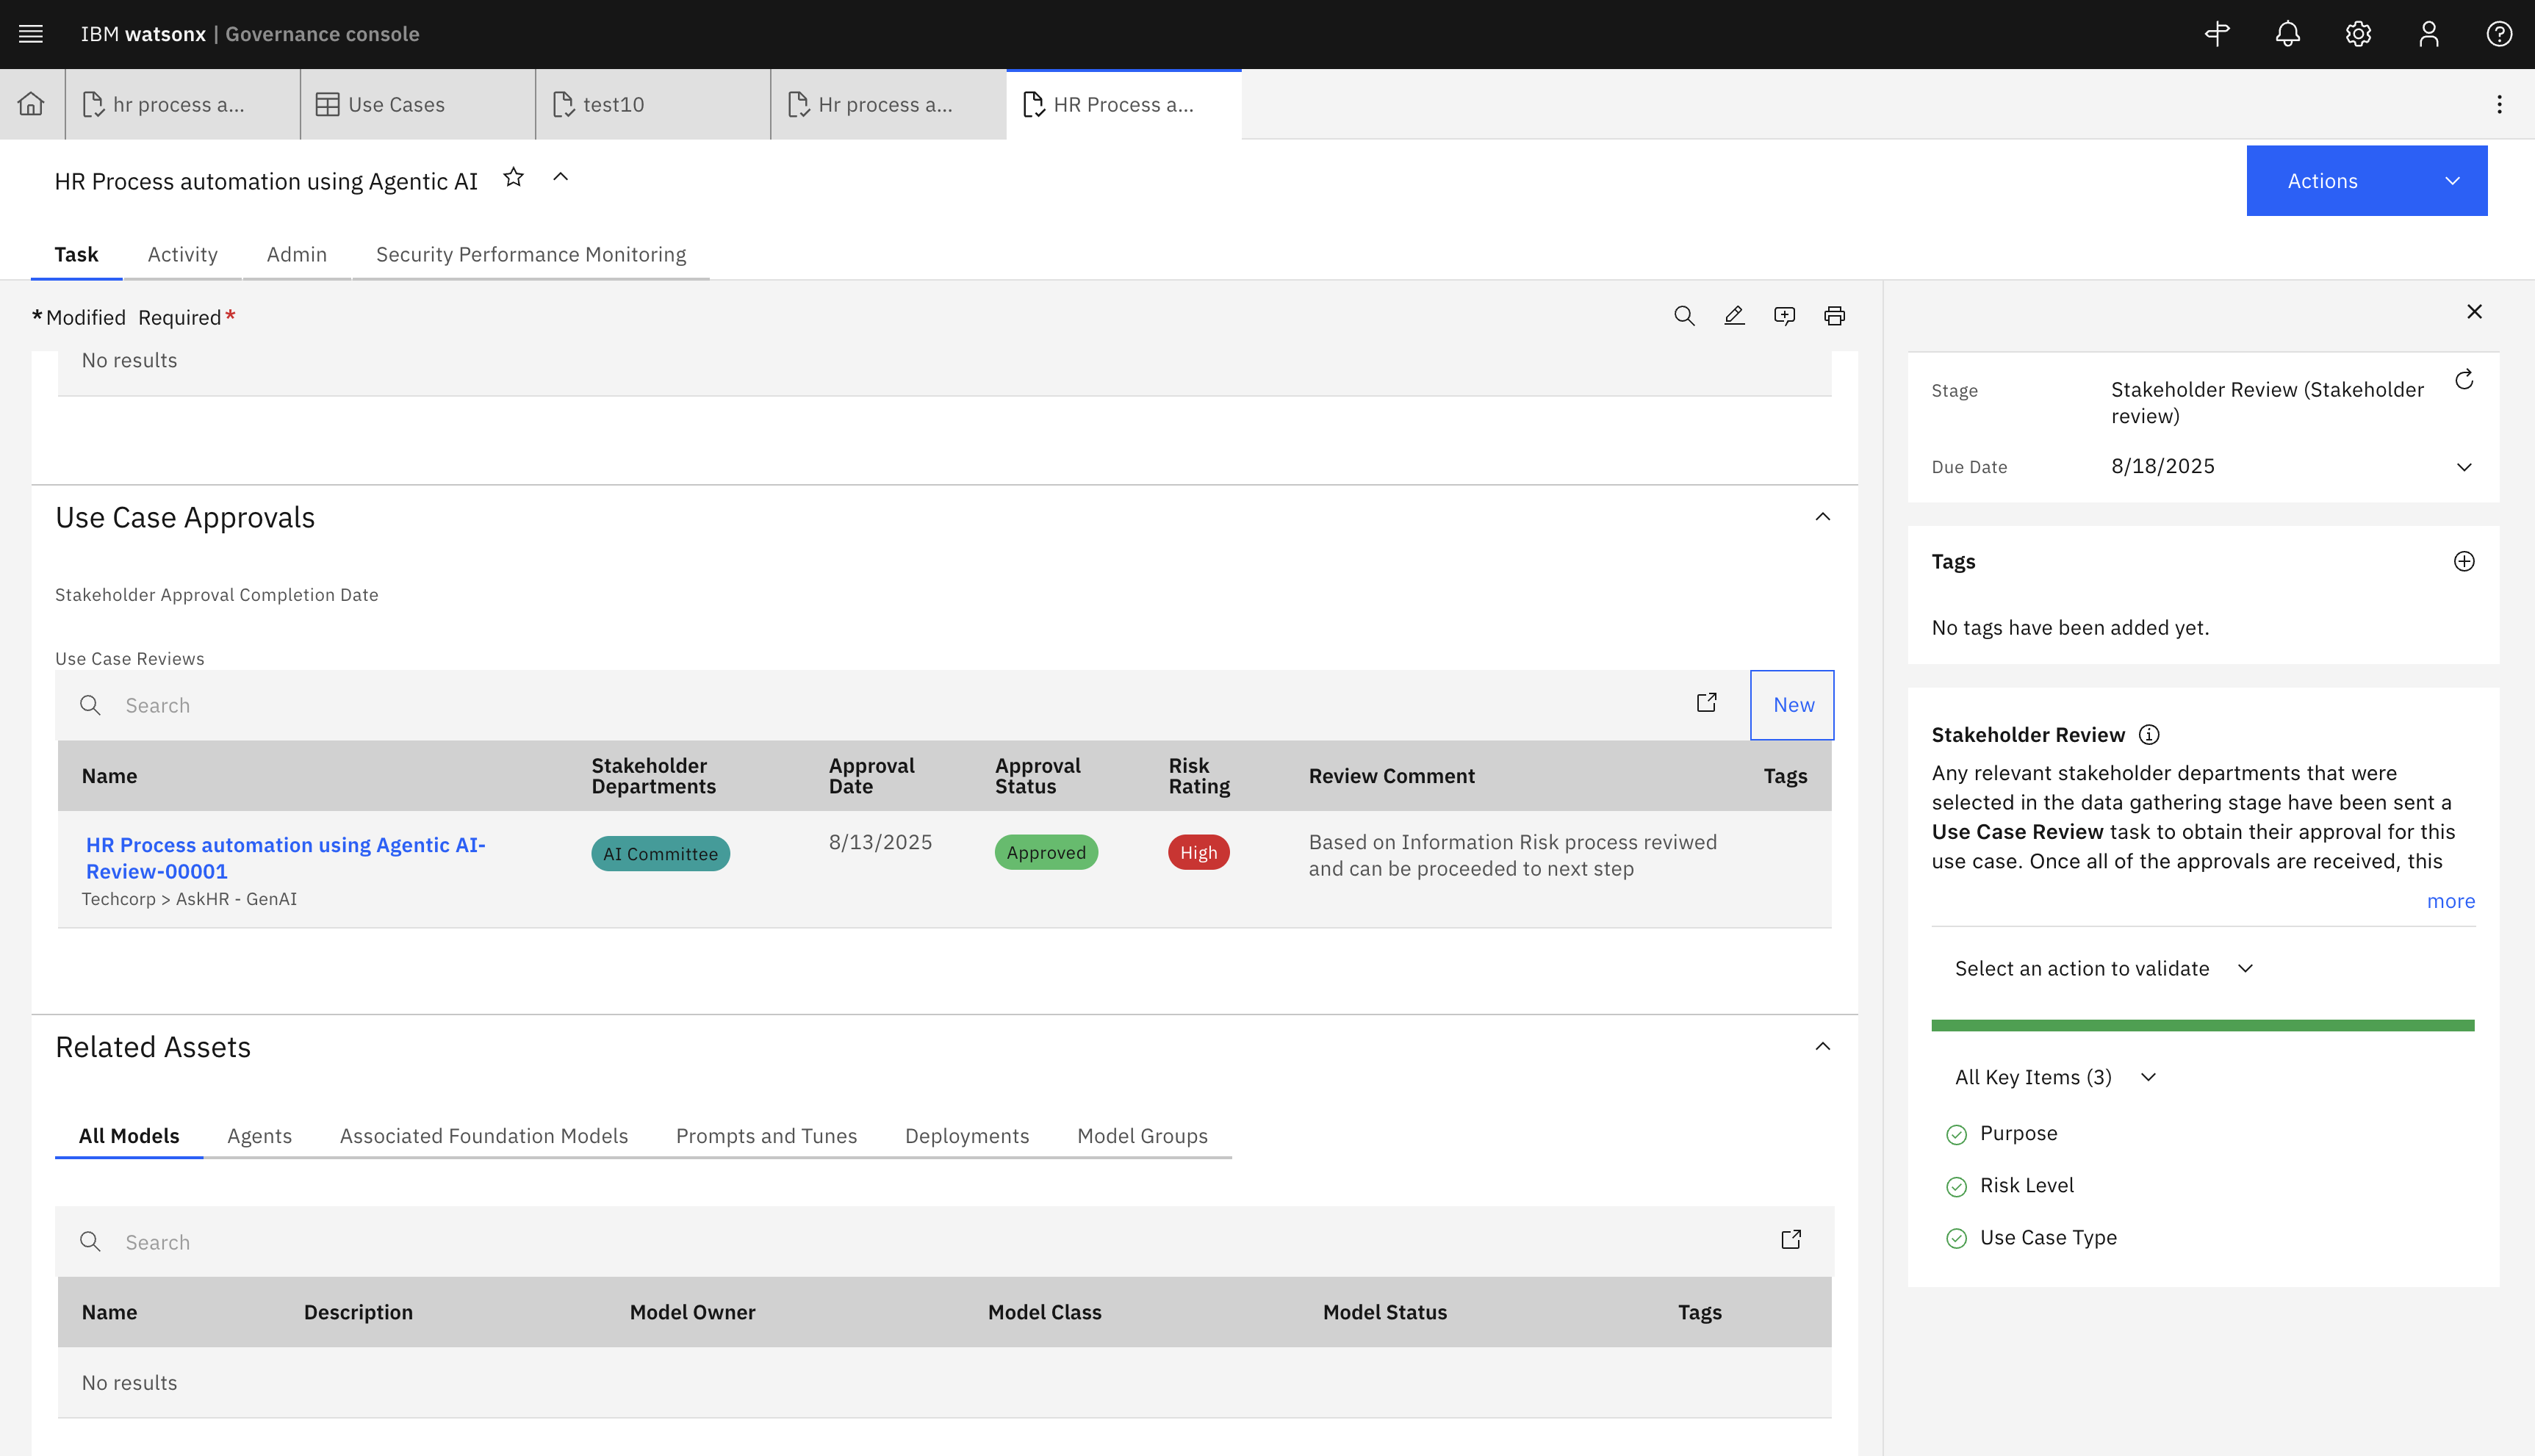 IBM watsonx | Governance console
hr process a...
Use Cases
test10
Hr process a...
HR Process a...
HR Process automation using Agentic AI
Actions
Task
Activity
Admin
Security Performance Monitoring
*Modified Required*
No results
Use Case Approvals
Stakeholder Approval Completion Date
Use Case Reviews
Search
New
Name
Stakeholder
Departments
Approval
Date
Approval
Status
Risk
Rating
Review Comment
Tags
HR Process automation using Agentic AI-
Review-00001
Techcorp > AskHR - GenAI
AI Committee
8/13/2025
Approved
High
Based on Information Risk process reviwed
and can be proceeded to next step
Related Assets
All Models
Agents
Associated Foundation Models
Prompts and Tunes
Deployments
Model Groups
Search
Name
Description
Model Owner
Model Class
Model Status
Tags
No results
Stage
Stakeholder Review (Stakeholder
review)
Due Date
8/18/2025
Tags
No tags have been added yet.
Stakeholder Review
Any relevant stakeholder departments that were
selected in the data gathering stage have been sent a
Use Case Review task to obtain their approval for this
use case. Once all of the approvals are received, this
more
Select an action to validate
All Key Items (3)
Purpose
Risk Level
Use Case Type